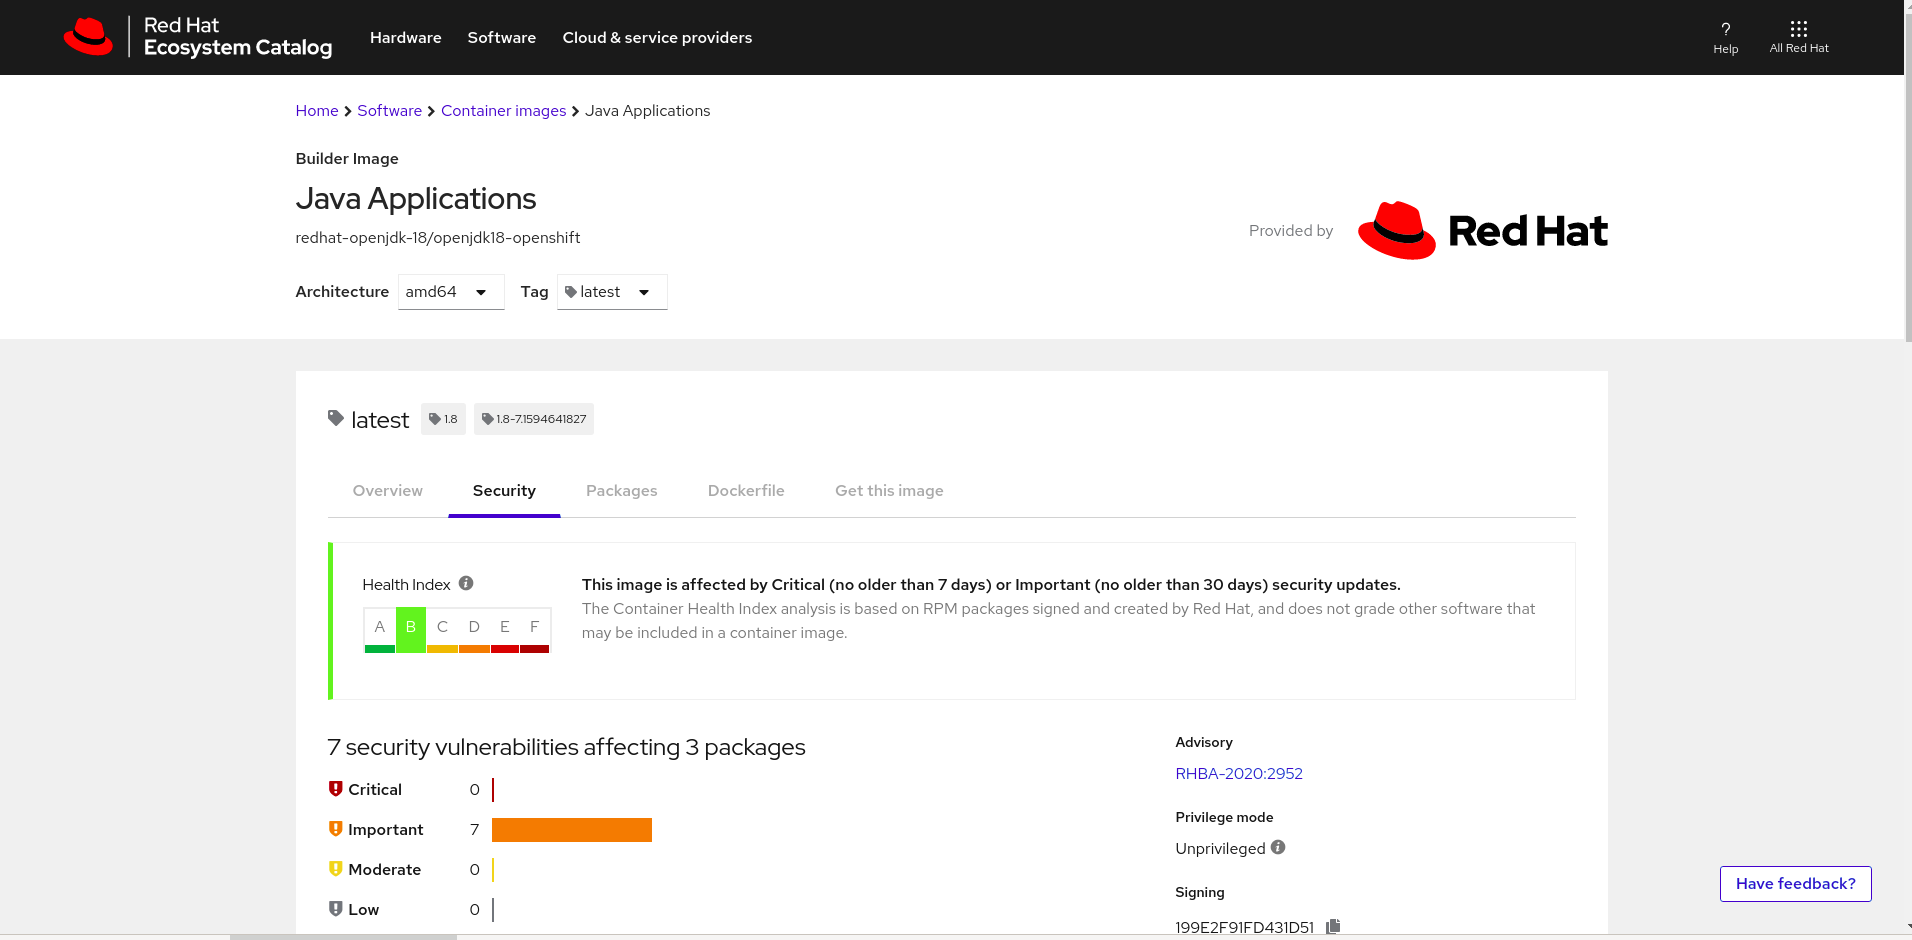 Red Hat
Ecosystem Catalog
Hardware
Software
Cloud & service providers
?
Help
All Red Hat
Home
Software
Container images
Java Applications
Builder Image
Java Applications
redhat-openjdk-18/openjdk18-openshift
Provided by
Red Hat
Architecture
amd64
Tag
latest
latest
1.8
1.8-7.1594641827
Overview
Security
Packages
Dockerfile
Get this image
Health Index
A B C D E F
This image is affected by Critical (no older than 7 days) or Important (no older than 30 days) security updates.
The Container Health Index analysis is based on RPM packages signed and created by Red Hat, and does not grade other software that
may be included in a container image.
7 security vulnerabilities affecting 3 packages
Critical 0
Important 7
Moderate 0
Low 0
Advisory
RHBA-2020:2952
Privilege mode
Unprivileged
Signing
199E2F91FD431D51
Have feedback?